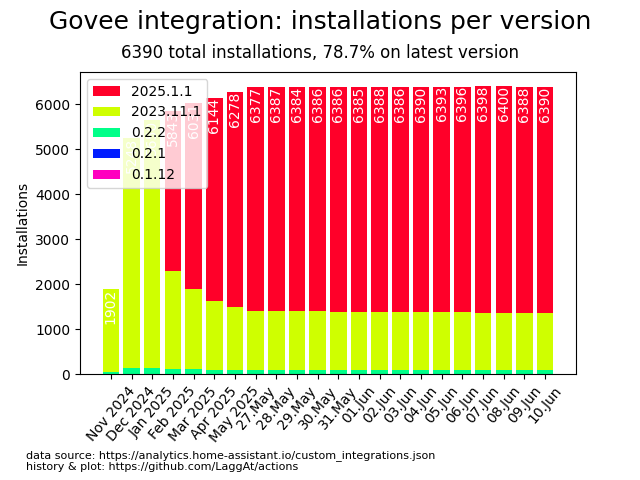 Govee integration: installations per version
6390 total installations, 78.7% on latest version
2025.1.1
2023.11.1
0.2.2
0.2.1
0.1.12
Installations
6000
5000
4000
3000
2000
1000
0
1902
6144
6278
6377
6387
6384
6386
6386
6385
6388
6386
6390
6393
6396
6398
6400
6388
6390
Nov 2024
Dec 2024
Jan 2025
Feb 2025
Mar 2025
Apr 2025
May 2025
27.May
28.May
29.May
30.May
31.May
01.Jun
02.Jun
03.Jun
04.Jun
05.Jun
06.Jun
07.Jun
08.Jun
09.Jun
10.Jun
data source: https://analytics.home-assistant.io/custom_integrations.json
history & plot: https://github.com/LaggAt/actions